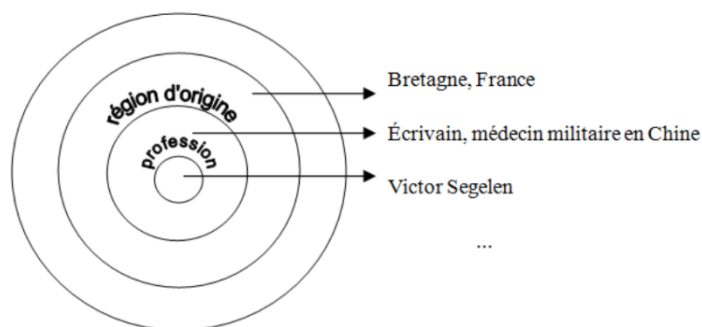 Bretagne, France
région d'origine
Écrivain, médecin militaire en Chine
profession
Victor Segelen
...